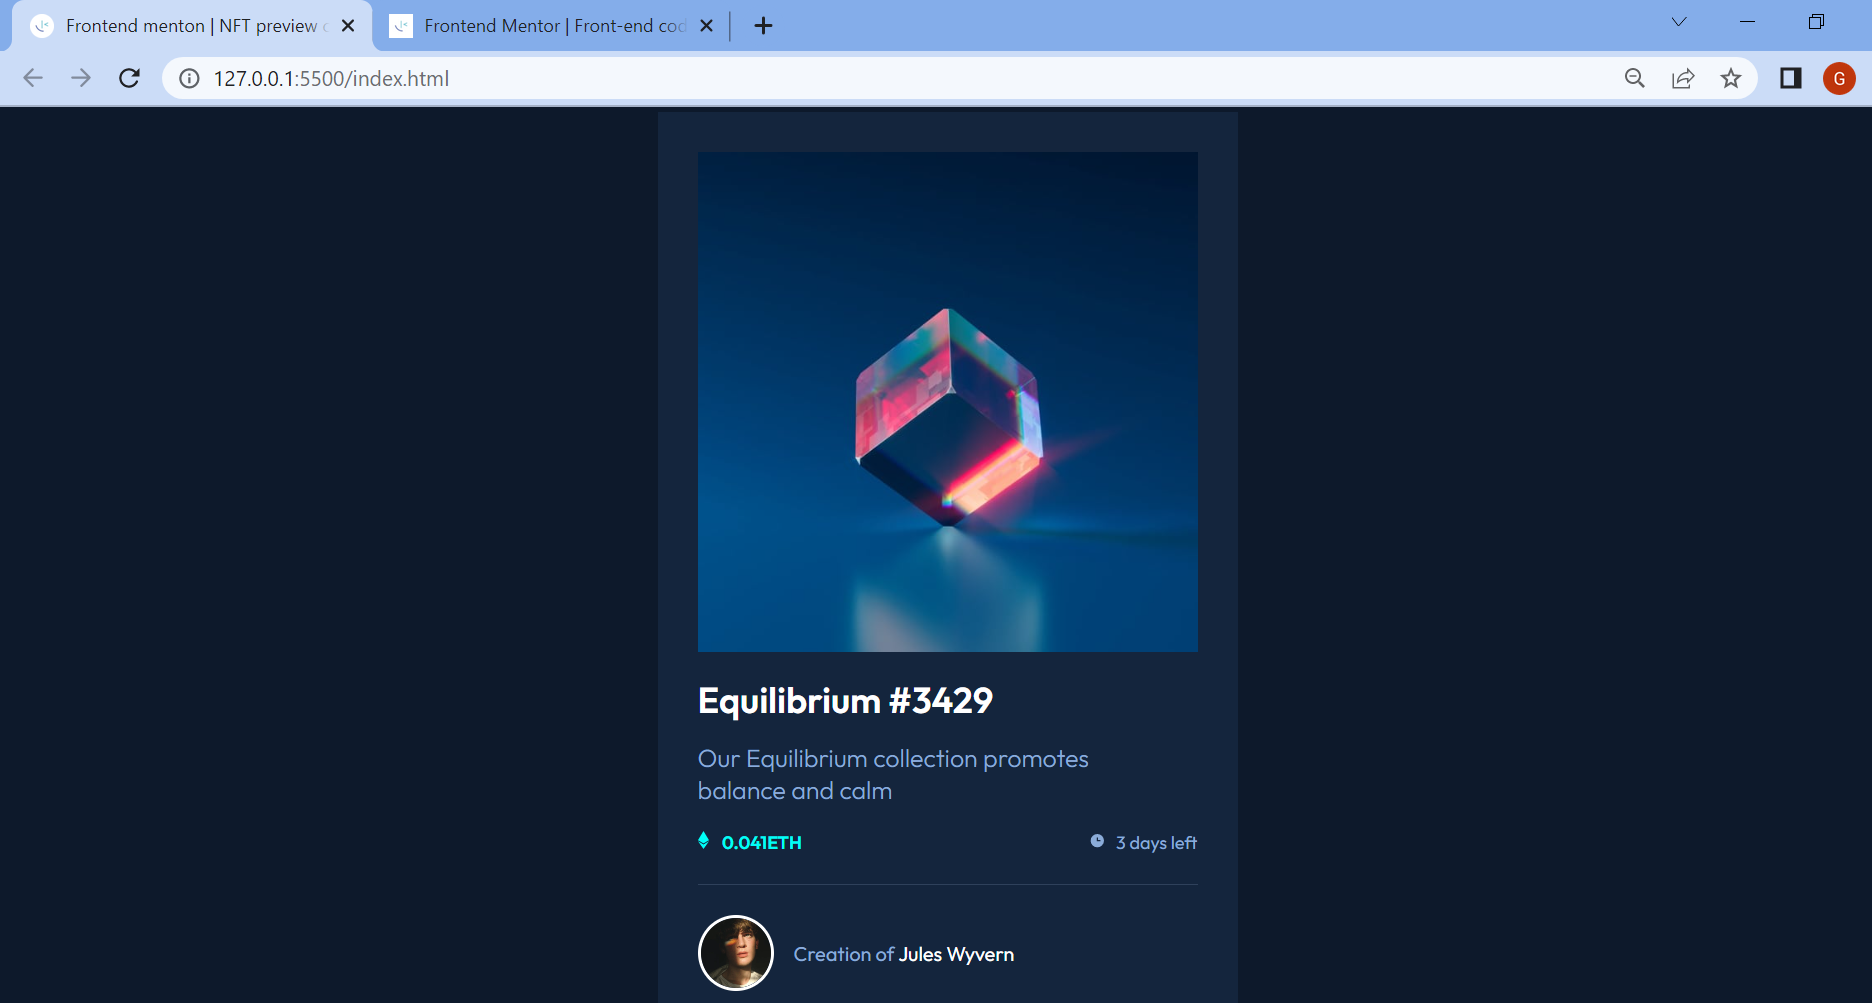 Frontend menton | NFT preview
Frontend Mentor | Front-end cod
127.0.0.1:5500/index.html
G
Equilibrium #3429
Our Equilibrium collection promotes
balance and calm
0.041ETH
3 days left
Creation of Jules Wyvern